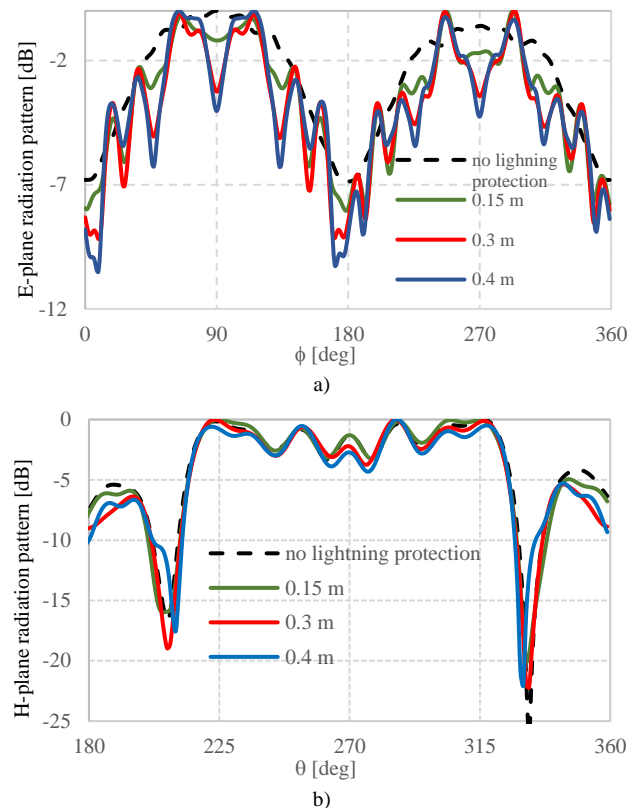 E-plane radiation pattern [dB]
-2
-7
-12
no lighning
protection
0.15 m
0.3 m
0.4 m
0 90 180 270 360
ϕ [deg]
a)
H-plane radiation pattern [dB]
0
-5
-10
-15
-20
-25
no lightning protection
0.15 m
0.3 m
0.4 m
180 225 270 315 360
θ [deg]
b)